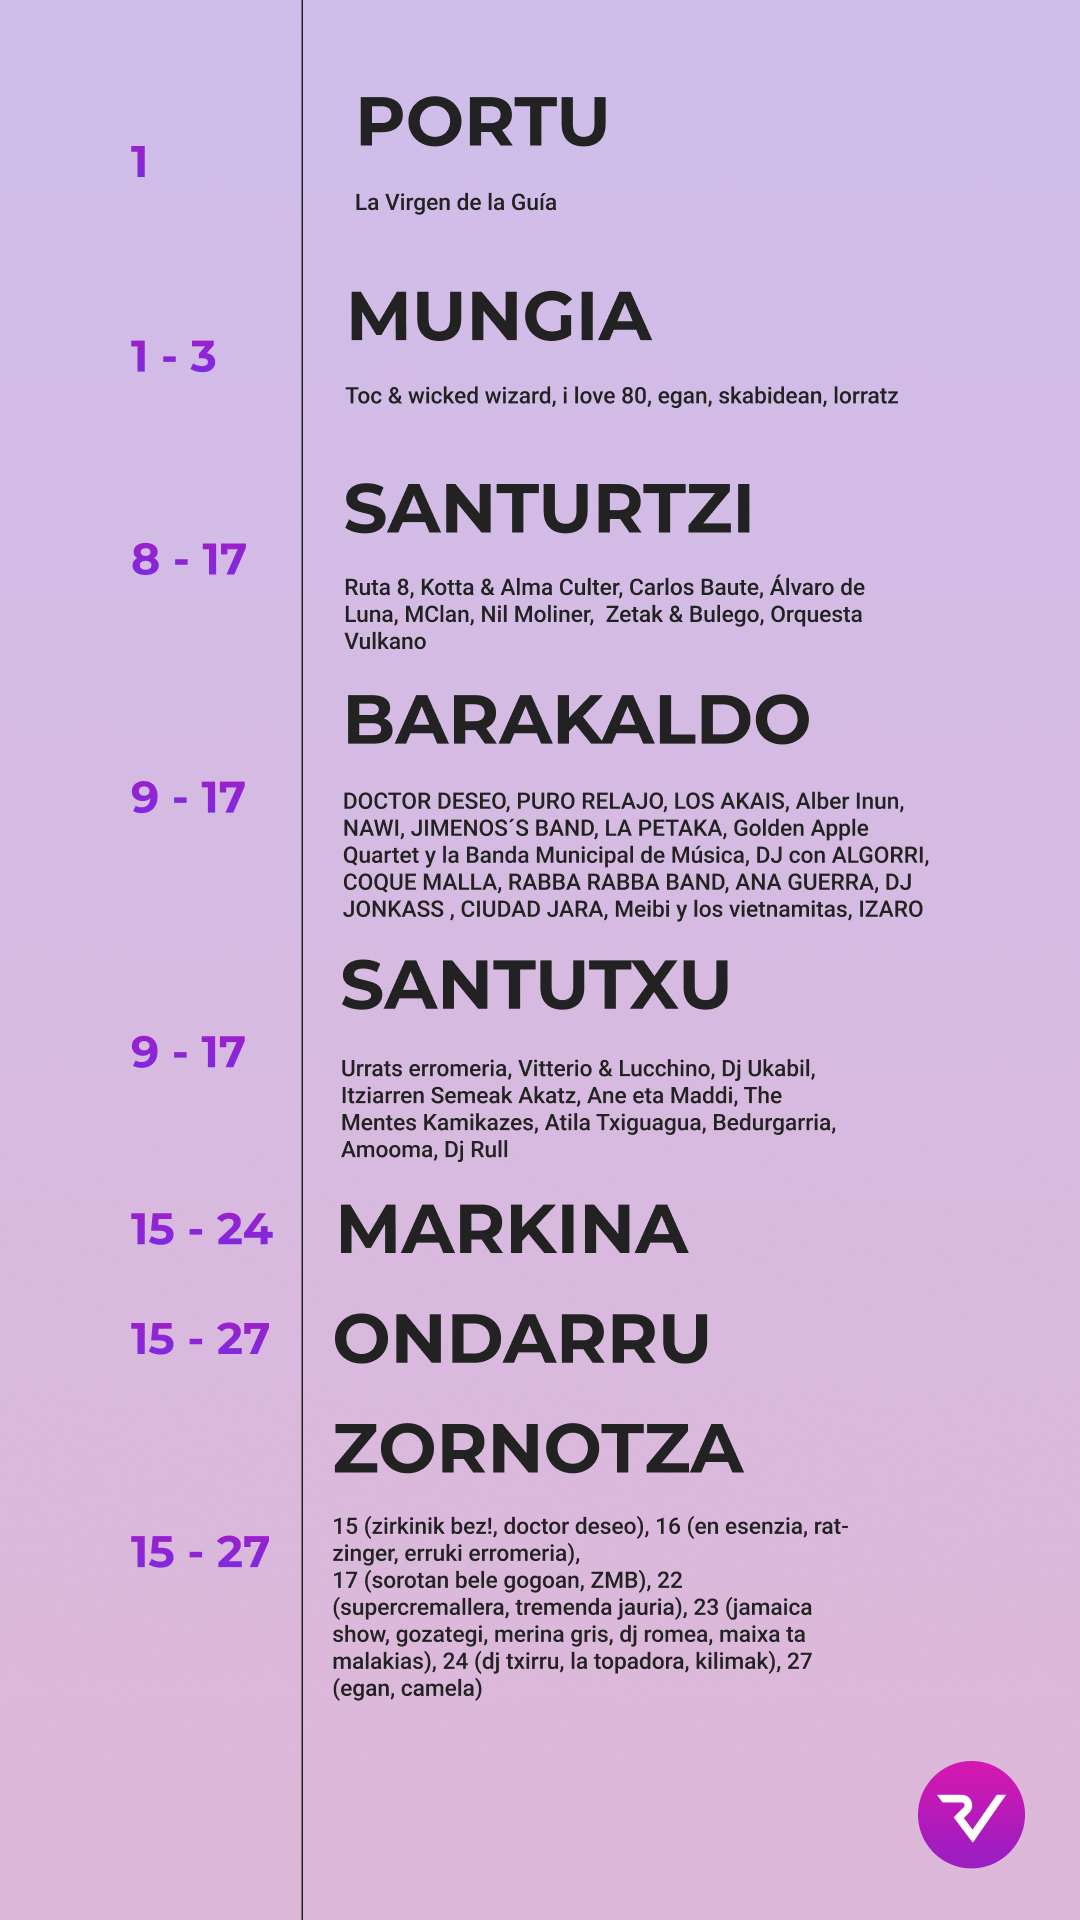 PORTU
1
La Virgen de la Guía
MUNGIA
1 - 3
Toc & wicked wizard, i love 80, egan, skabidean, lorratz
SANTURTZI
8 - 17
Ruta 8, Kotta & Alma Culter, Carlos Baute, Álvaro de
Luna, MClan, Nil Moliner,  Zetak & Bulego, Orquesta
Vulkano
BARAKALDO
9 - 17
DOCTOR DESEO, PURO RELAJO, LOS AKAIS, Alber Inun,
NAWI, JIMENOS´S BAND, LA PETAKA, Golden Apple
Quartet y la Banda Municipal de Música, DJ con ALGORRI,
COQUE MALLA, RABBA RABBA BAND, ANA GUERRA, DJ
JONKASS , CIUDAD JARA, Meibi y los vietnamitas, IZARO
SANTUTXU
9 - 17
Urrats erromeria, Vitterio & Lucchino, Dj Ukabil,
Itziarren Semeak Akatz, Ane eta Maddi, The
Mentes Kamikazes, Atila Txiguagua, Bedurgarria,
Amooma, Dj Rull
15 - 24
MARKINA
15 - 27
ONDARRU
ZORNOTZA
15 - 27
15 (zirkinik bez!, doctor deseo), 16 (en esenzia, rat-
zinger, erruki erromeria),
17 (sorotan bele gogoan, ZMB), 22
(supercremallera, tremenda jauria), 23 (jamaica
show, gozategi, merina gris, dj romea, maixa ta
malakias), 24 (dj txirru, la topadora, kilimak), 27
(egan, camela)
RV